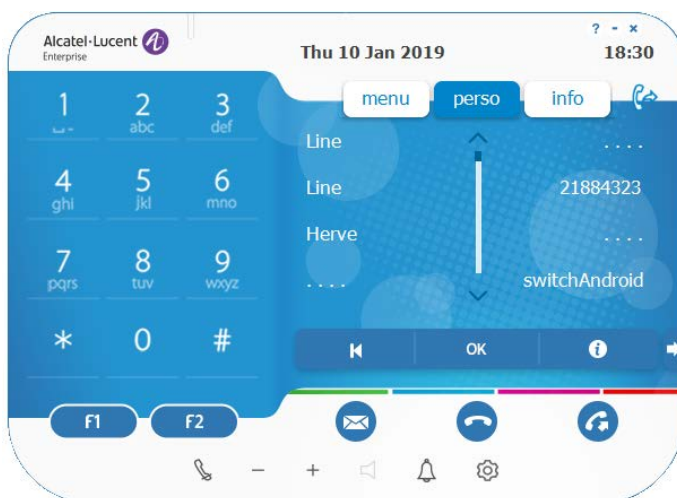 Alcatel·Lucent
Enterprise
? - ×
Thu 10 Jan 2019 18:30
menu perso info
1 2 abc 3 def
4 ghi 5 jkl 6 mno
7 pqrs 8 tuv 9 wxyz
* 0 #
Line . . . .
Line 21884323
Herve . . . .
. . . . switchAndroid
OK i
F1 F2
- +